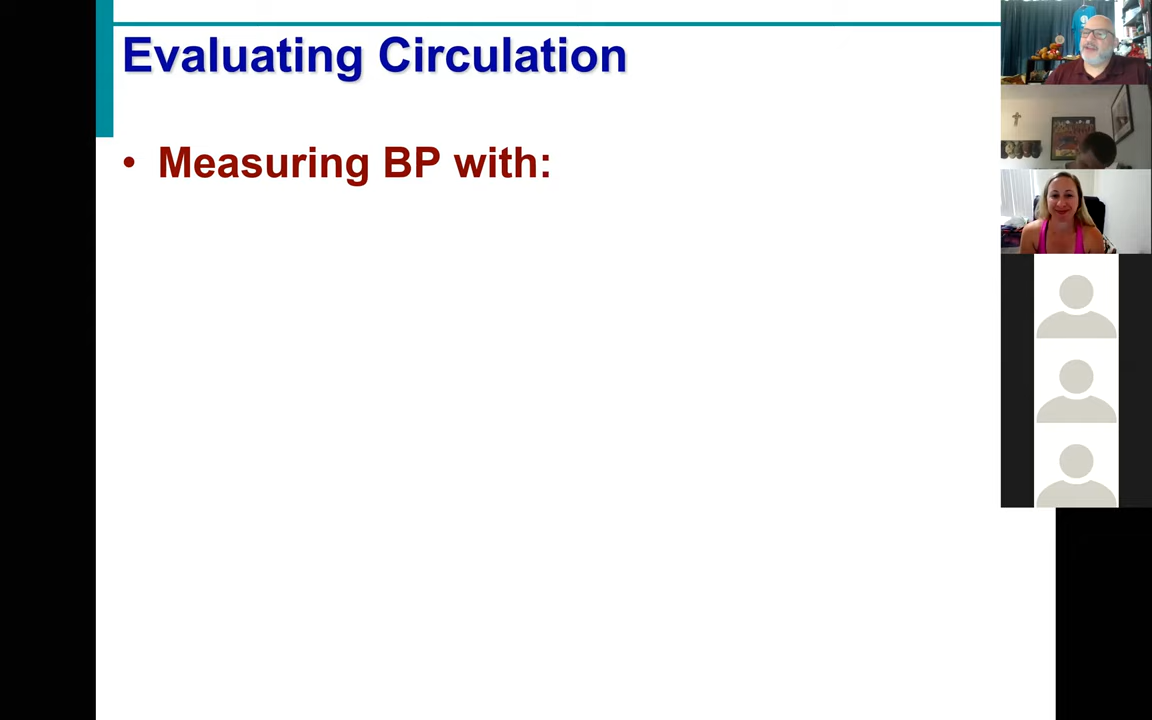 Evaluating Circulation
• Measuring BP with: